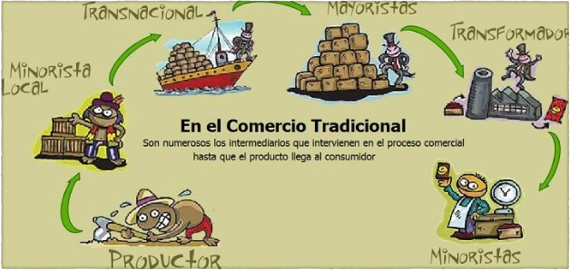 TRANSNACIONAL
MAYORISTAS
TRANSFORMADOR
MINORISTA
LOCAL
En el Comercio Tradicional
Son numerosos los intermediarios que intervienen en el proceso comercial
hasta que el producto llega al consumidor
PRODUCTOR
MINORISTAS